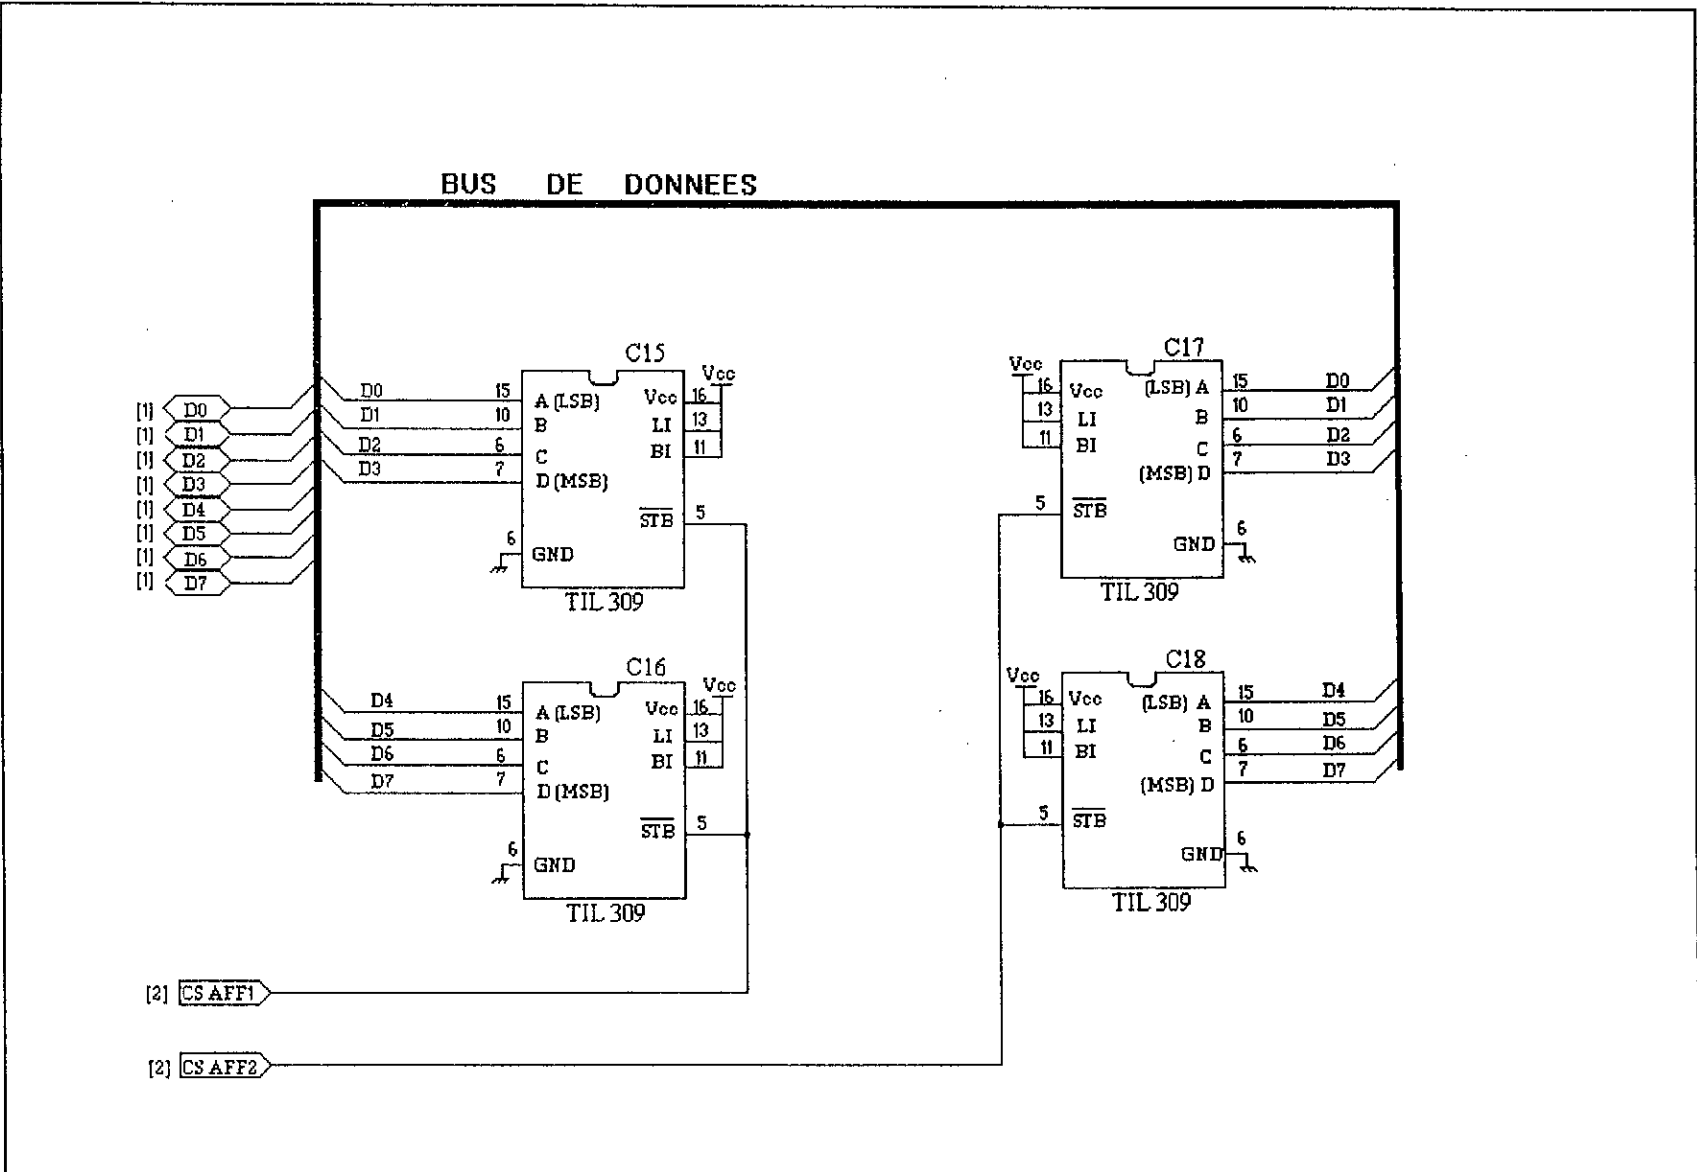 BUS DE DONNEES
[1] D0
[1] D1
[1] D2
[1] D3
[1] D4
[1] D5
[1] D6
[1] D7
C15
D0 15 A (LSB) Vcc 16 Vcc
D1 10 B LI 13
D2 6 C BI 11
D3 7 D (MSB)
STB 5
6 GND
TIL 309
C17
Vcc 16 Vcc (LSB) A 15 D0
13 LI B 10 D1
11 BI C 6 D2
(MSB) D 7 D3
5 STB
GND 6
TIL 309
C16
D4 15 A (LSB) Vcc 16 Vcc
D5 10 B LI 13
D6 6 C BI 11
D7 7 D (MSB)
STB 5
6 GND
TIL 309
C18
Vcc 16 Vcc (LSB) A 15 D4
13 LI B 10 D5
11 BI C 6 D6
(MSB) D 7 D7
5 STB
GND 6
TIL 309
[2] CS AFF1
[2] CS AFF2